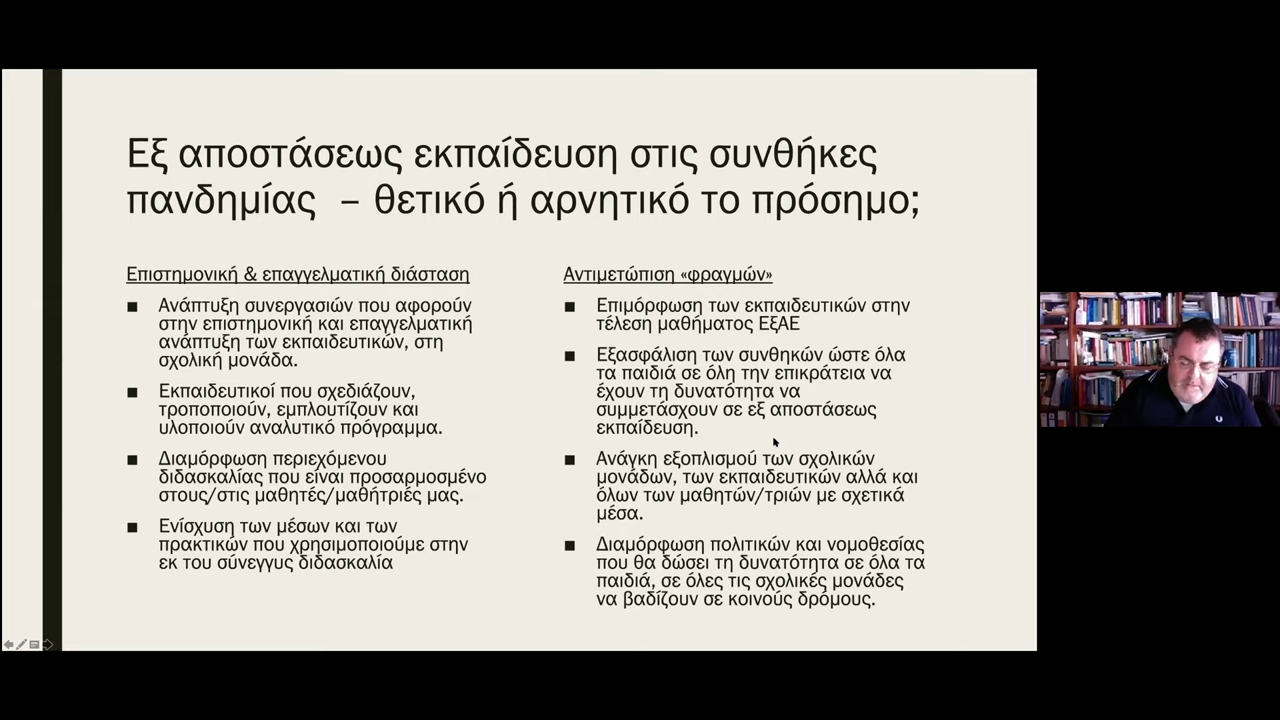 Εξ αποστάσεως εκπαίδευση στις συνθήκες
πανδημίας – θετικό ή αρνητικό το πρόσημο;
Επιστημονική & επαγγελματική διάσταση
■ Ανάπτυξη συνεργασιών που αφορούν
στην επιστημονική και επαγγελματική
ανάπτυξη των εκπαιδευτικών, στη
σχολική μονάδα.
■ Εκπαιδευτικοί που σχεδιάζουν,
τροποποιούν, εμπλουτίζουν και
υλοποιούν αναλυτικό πρόγραμμα.
■ Διαμόρφωση περιεχόμενου
διδασκαλίας που είναι προσαρμοσμένο
στους/στις μαθητές/μαθήτριές μας.
■ Ενίσχυση των μέσων και των
πρακτικών που χρησιμοποιούμε στην
εκ του σύνεγγυς διδασκαλία
Αντιμετώπιση «φραγμών»
■ Επιμόρφωση των εκπαιδευτικών στην
τέλεση μαθήματος ΕξΑΕ
■ Εξασφάλιση των συνθηκών ώστε όλα
τα παιδιά σε όλη την επικράτεια να
έχουν τη δυνατότητα να
συμμετάσχουν σε εξ αποστάσεως
εκπαίδευση.
■ Ανάγκη εξοπλισμού των σχολικών
μονάδων, των εκπαιδευτικών αλλά και
όλων των μαθητών/τριών με σχετικά
μέσα.
■ Διαμόρφωση πολιτικών και νομοθεσίας
που θα δώσει τη δυνατότητα σε όλα τα
παιδιά, σε όλες τις σχολικές μονάδες
να βαδίζουν σε κοινούς δρόμους.